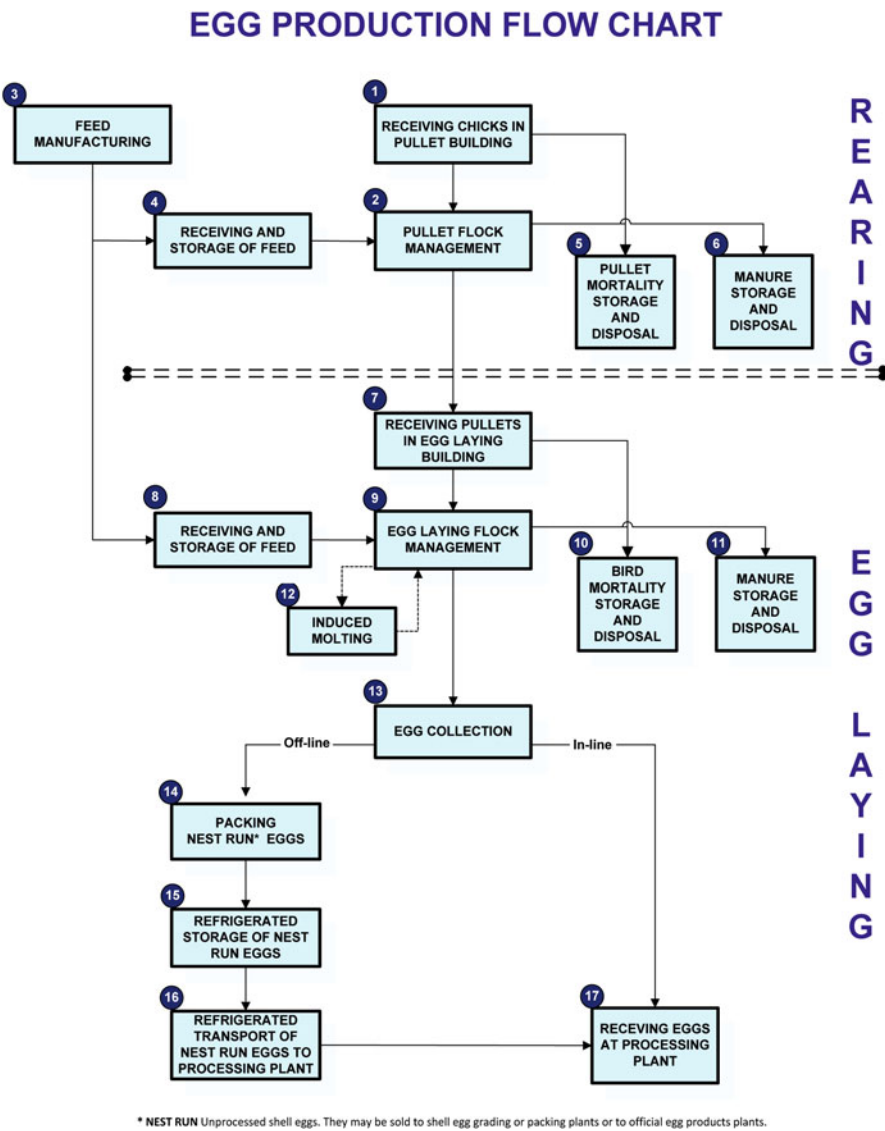 EGG PRODUCTION FLOW CHART
3
FEED
MANUFACTURING
1
RECEIVING CHICKS IN
PULLET BUILDING
4
RECEIVING AND
STORAGE OF FEED
2
PULLET FLOCK
MANAGEMENT
5
PULLET
MORTALITY
STORAGE
AND
DISPOSAL
6
MANURE
STORAGE
AND
DISPOSAL
REARING
7
RECEIVING PULLETS
IN EGG LAYING
BUILDING
8
RECEIVING AND
STORAGE OF FEED
9
EGG LAYING FLOCK
MANAGEMENT
10
BIRD
MORTALITY
STORAGE
AND
DISPOSAL
11
MANURE
STORAGE
AND
DISPOSAL
12
INDUCED
MOLTING
13
EGG COLLECTION
Off-line
In-line
EGG LAYING
14
PACKING
NEST RUN* EGGS
15
REFRIGERATED
STORAGE OF NEST
RUN EGGS
16
REFRIGERATED
TRANSPORT OF
NEST RUN EGGS TO
PROCESSING PLANT
17
RECEVING EGGS
AT PROCESSING
PLANT
* NEST RUN Unprocessed shell eggs. They may be sold to shell egg grading or packing plants or to official egg products plants.